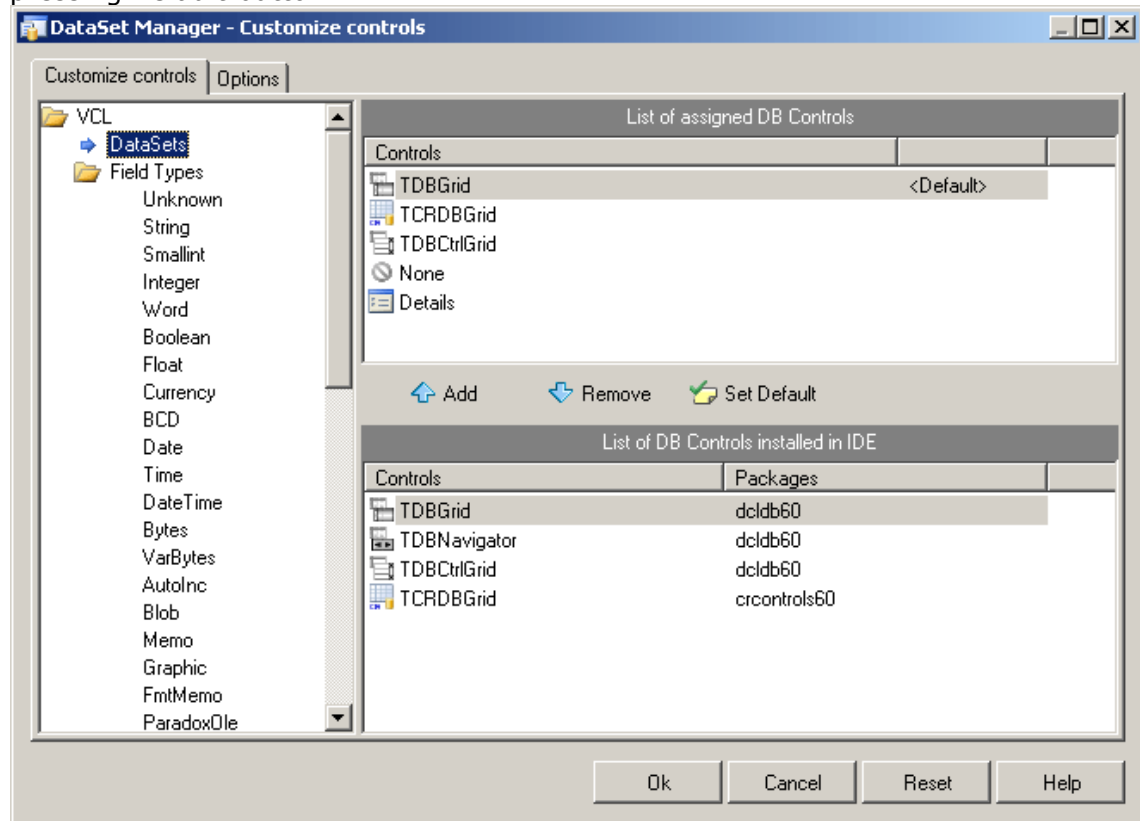 DataSet Manager - Customize controls
Customize controls
Options
VCL
DataSets
Field Types
Unknown
String
Smallint
Integer
Word
Boolean
Float
Currency
BCD
Date
Time
DateTime
Bytes
VarBytes
AutoInc
Blob
Memo
Graphic
FmtMemo
ParadoxOle
List of assigned DB Controls
Controls
TDBGrid <Default>
TCRDBGrid
TDBCtrlGrid
None
Details
Add Remove Set Default
List of DB Controls installed in IDE
Controls Packages
TDBGrid dcldb60
TDBNavigator dcldb60
TDBCtrlGrid dcldb60
TCRDBGrid crcontrols60
Ok Cancel Reset Help